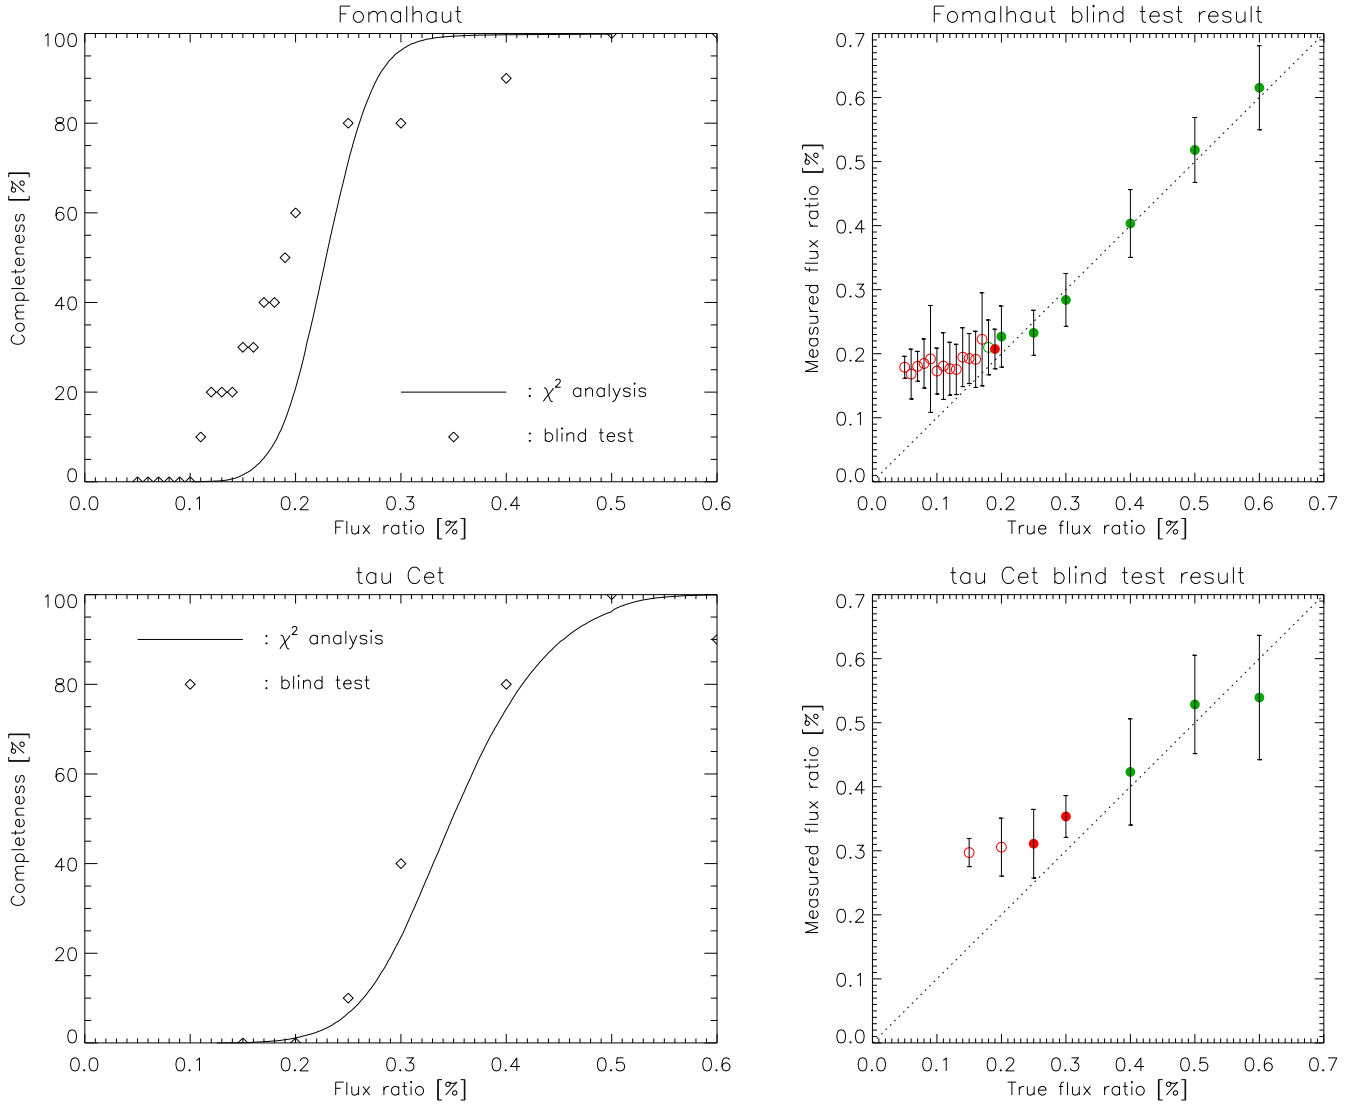 Fomalhaut
100
80
60
40
20
0
Completeness [%]
: χ² analysis
: blind test
0.0 0.1 0.2 0.3 0.4 0.5 0.6
Flux ratio [%]
Fomalhaut blind test result
0.7
0.6
0.5
0.4
0.3
0.2
0.1
0.0
Measured flux ratio [%]
0.0 0.1 0.2 0.3 0.4 0.5 0.6 0.7
True flux ratio [%]
tau Cet
100
80
60
40
20
0
Completeness [%]
: χ² analysis
: blind test
0.0 0.1 0.2 0.3 0.4 0.5 0.6
Flux ratio [%]
tau Cet blind test result
0.7
0.6
0.5
0.4
0.3
0.2
0.1
0.0
Measured flux ratio [%]
0.0 0.1 0.2 0.3 0.4 0.5 0.6 0.7
True flux ratio [%]